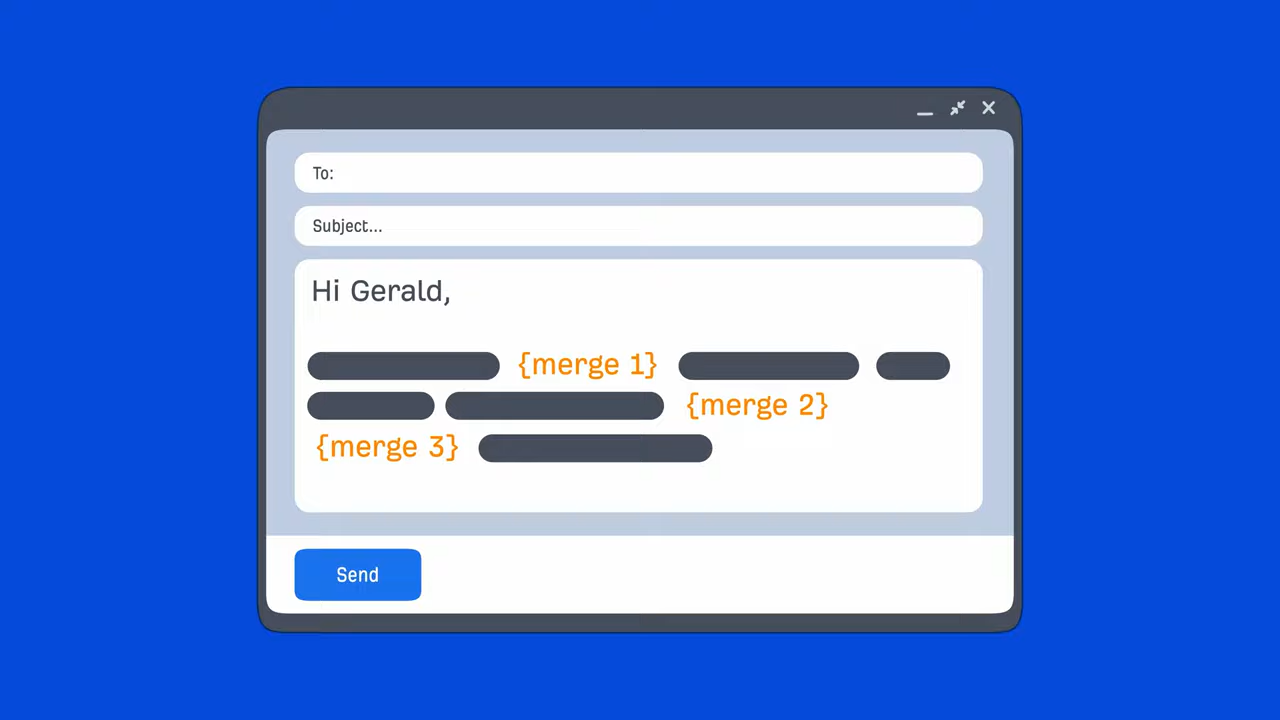 To:
Subject...
Hi Gerald,
{merge 1}
{merge 2}
{merge 3}
Send